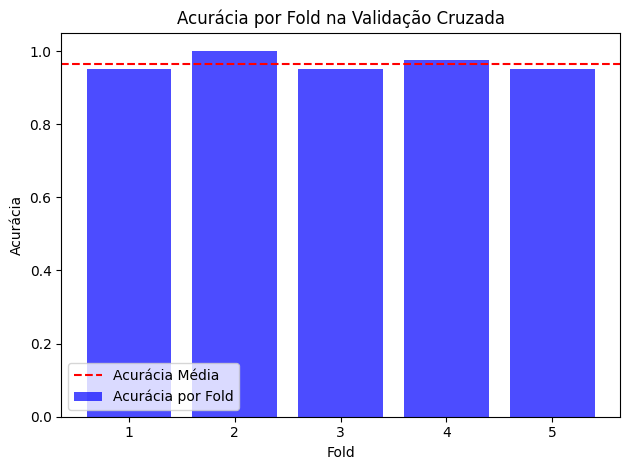 Acurácia por Fold na Validação Cruzada
1.0
0.8
0.6
0.4
0.2
0.0
Acurácia
Acurácia Média
Acurácia por Fold
1 2 3 4 5
Fold